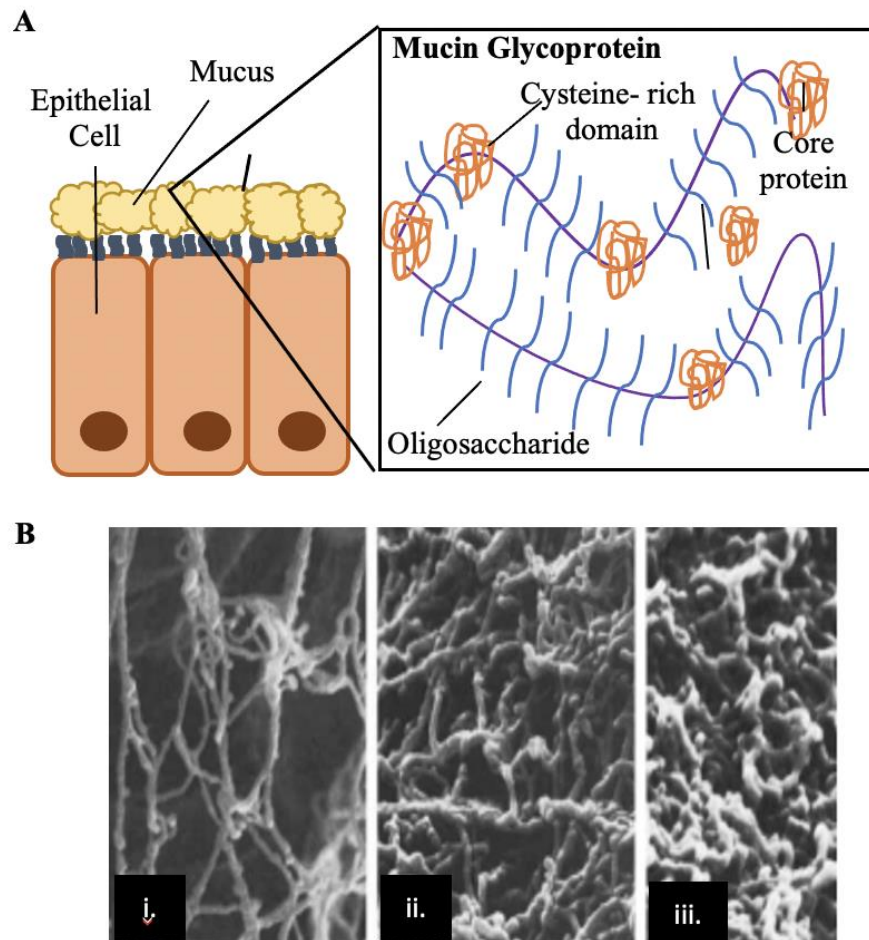 A
Mucus
Epithelial
Cell
Mucin Glycoprotein
Cysteine- rich
domain
Core
protein
Oligosaccharide
B
i.
ii.
iii.